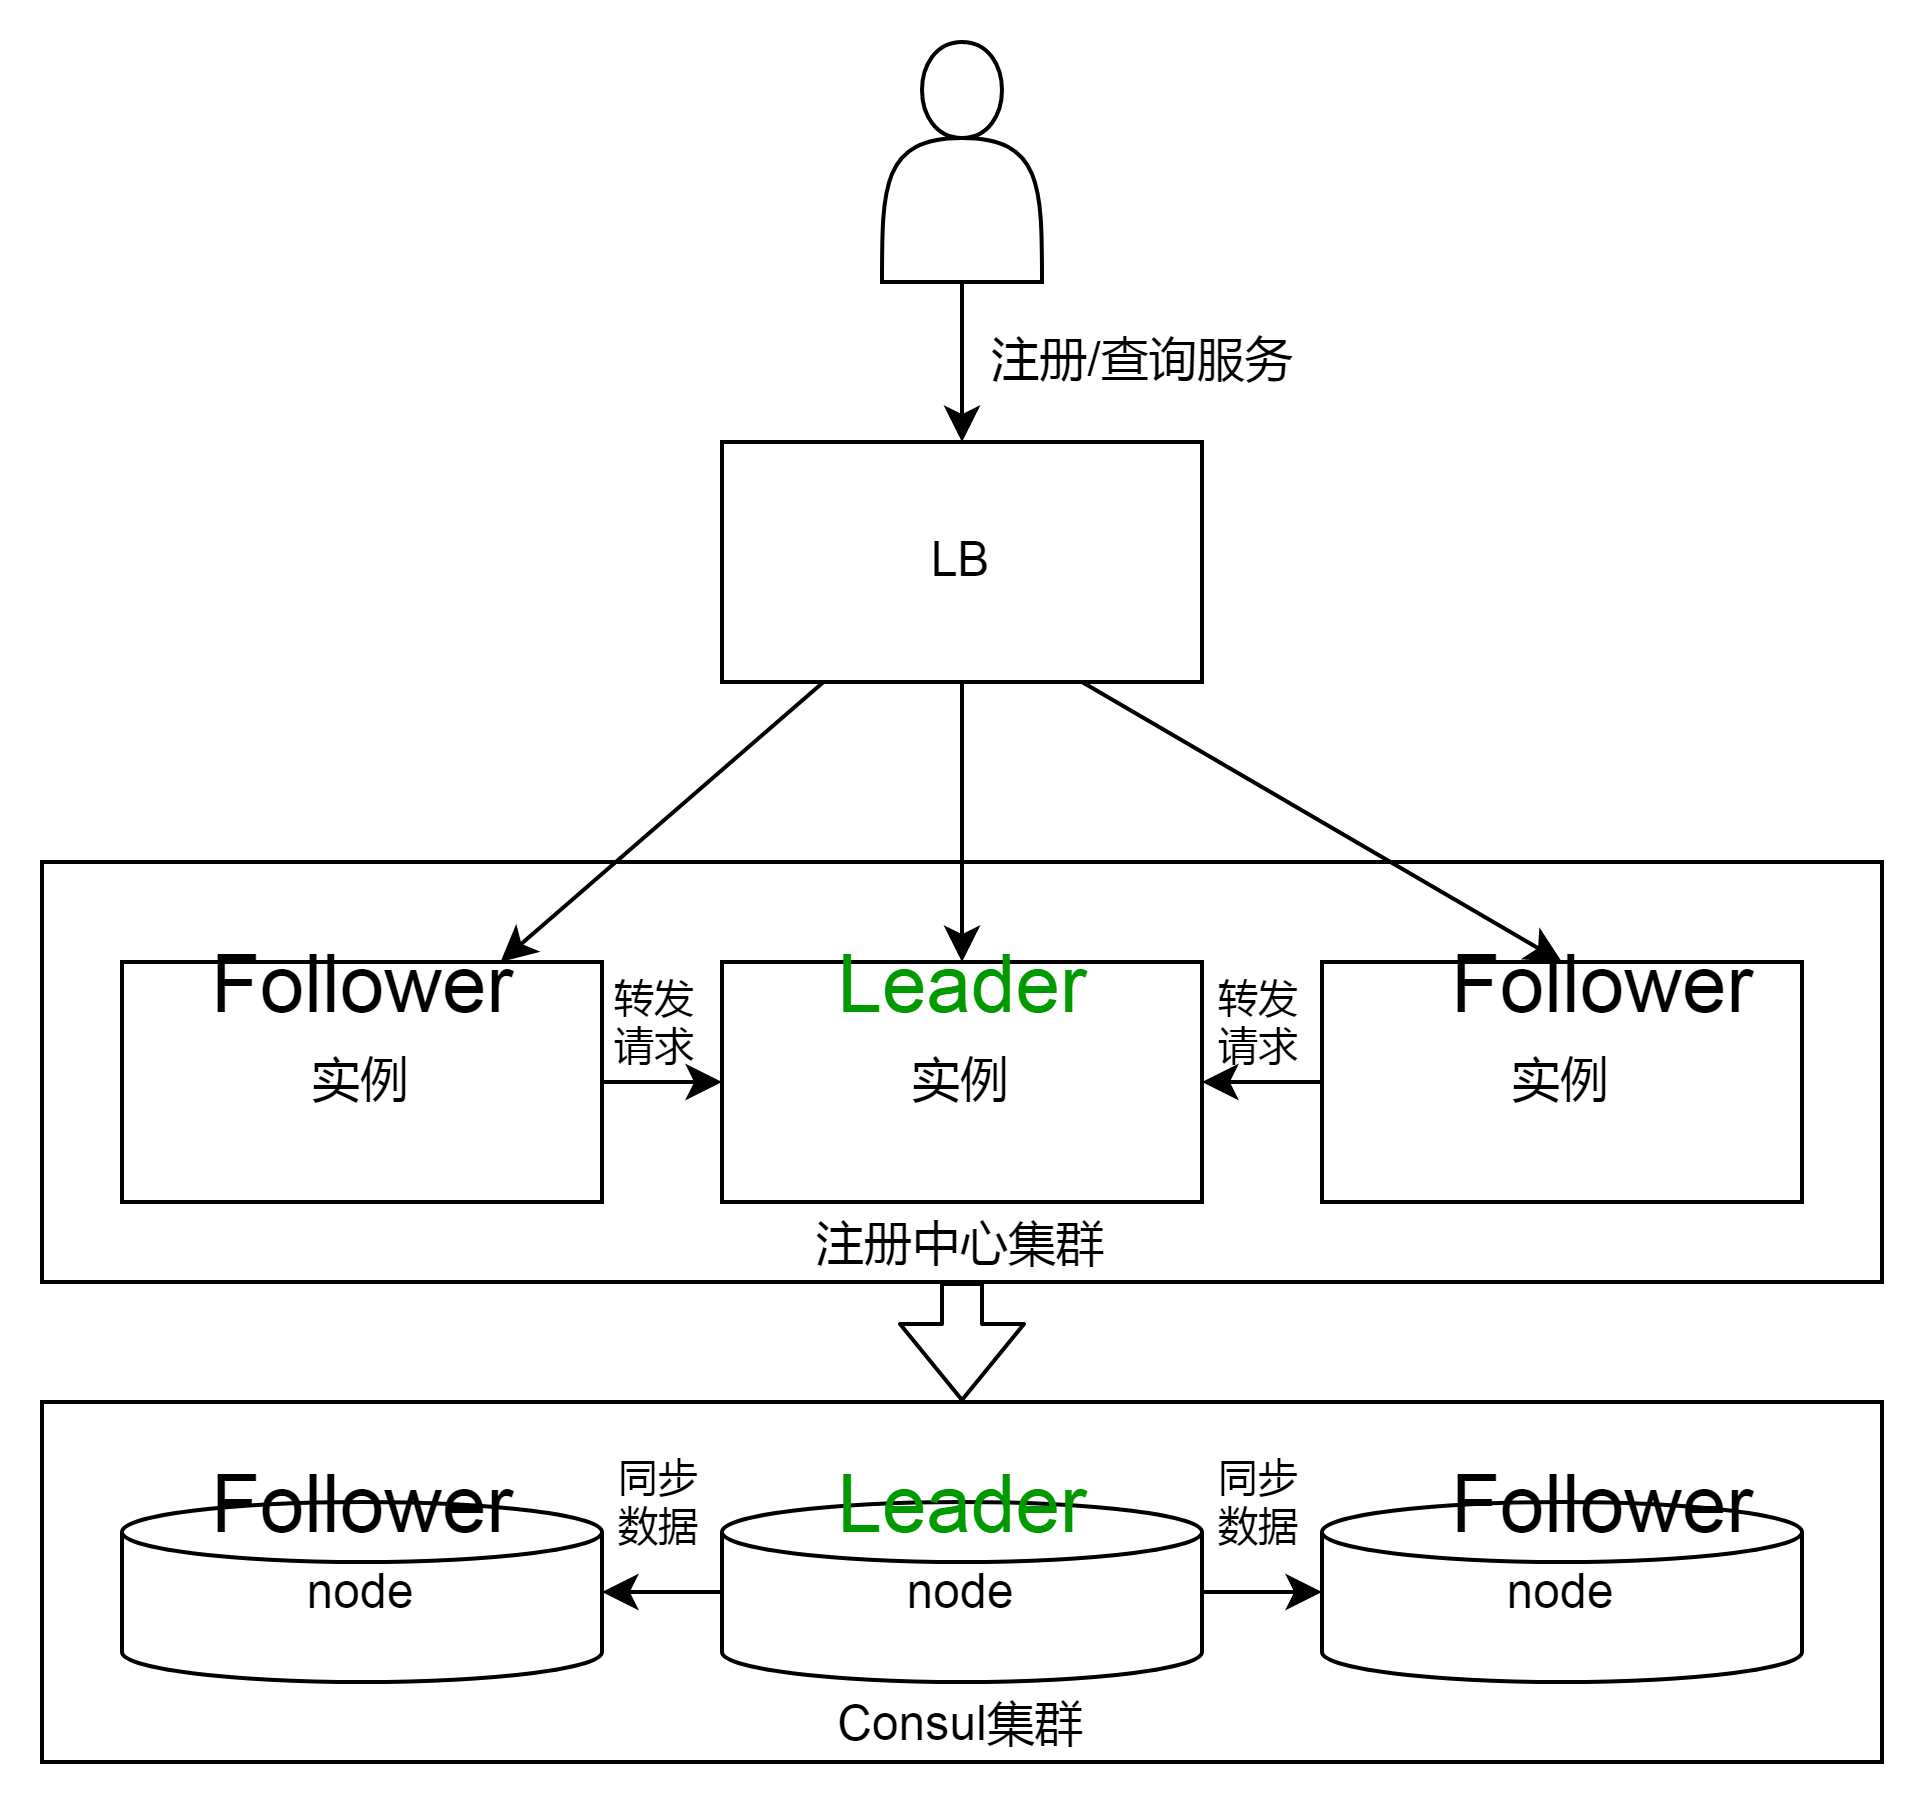 注册/查询服务
LB
Follower
Leader
Follower
转发
请求
转发
请求
实例
实例
实例
注册中心集群
Follower
同步
数据
Leader
同步
数据
Follower
node
node
node
Consul集群